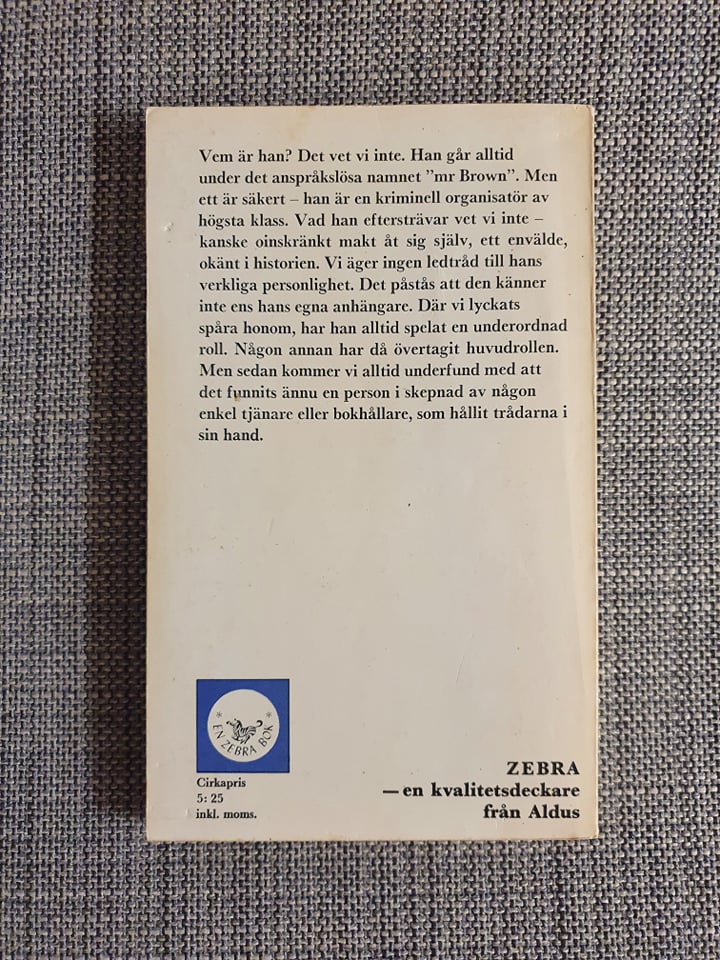 Vem är han? Det vet vi inte. Han går alltid
under det anspråkslösa namnet ”mr Brown”. Men
ett är säkert – han är en kriminell organisatör av
högsta klass. Vad han eftersträvar vet vi inte –
kanske oinskränkt makt åt sig själv, ett envälde,
okänt i historien. Vi äger ingen ledtråd till hans
verkliga personlighet. Det påstås att den känner
inte ens hans egna anhängare. Där vi lyckats
spåra honom, har han alltid spelat en underordnad
roll. Någon annan har då övertagit huvudrollen.
Men sedan kommer vi alltid underfund med att
det funnits ännu en person i skepnad av någon
enkel tjänare eller bokhållare, som hållit trådarna i
sin hand.
* EN ZEBRA BOK *
Cirkapris
5: 25
inkl. moms.
ZEBRA
– en kvalitetsdeckare
från Aldus